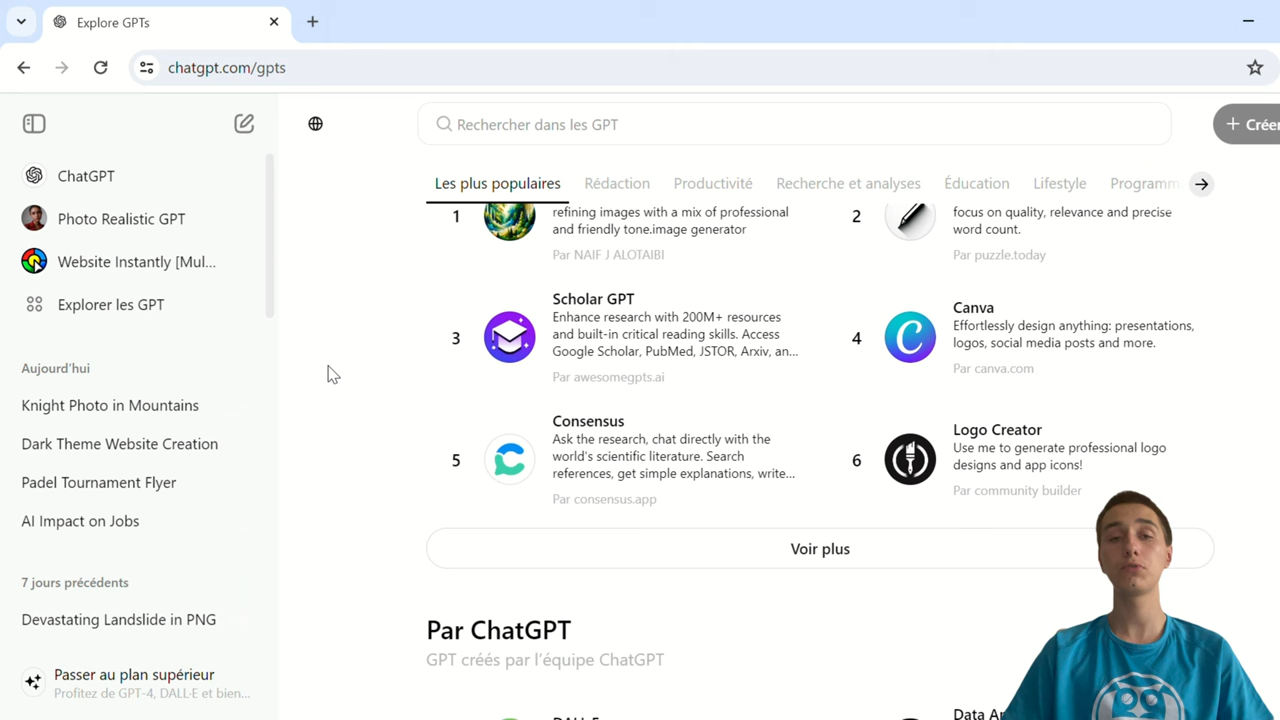 Explore GPTs
chatgpt.com/gpts
ChatGPT
Photo Realistic GPT
Website Instantly [Mul...
Explorer les GPT
Aujourd'hui
Knight Photo in Mountains
Dark Theme Website Creation
Padel Tournament Flyer
AI Impact on Jobs
7 jours précédents
Devastating Landslide in PNG
Passer au plan supérieur
Profitez de GPT-4, DALL·E et bien...
Rechercher dans les GPT
+ Créer
Les plus populaires Rédaction Productivité Recherche et analyses Éducation Lifestyle Programm
1
refining images with a mix of professional
and friendly tone.image generator
Par NAIF J ALOTAIBI
2
focus on quality, relevance and precise
word count.
Par puzzle.today
3
Scholar GPT
Enhance research with 200M+ resources
and built-in critical reading skills. Access
Google Scholar, PubMed, JSTOR, Arxiv, an...
Par awesomegpts.ai
4
Canva
Effortlessly design anything: presentations,
logos, social media posts and more.
Par canva.com
5
Consensus
Ask the research, chat directly with the
world's scientific literature. Search
references, get simple explanations, write...
Par consensus.app
6
Logo Creator
Use me to generate professional logo
designs and app icons!
Par community builder
Voir plus
Par ChatGPT
GPT créés par l'équipe ChatGPT
DALL·E
Data An